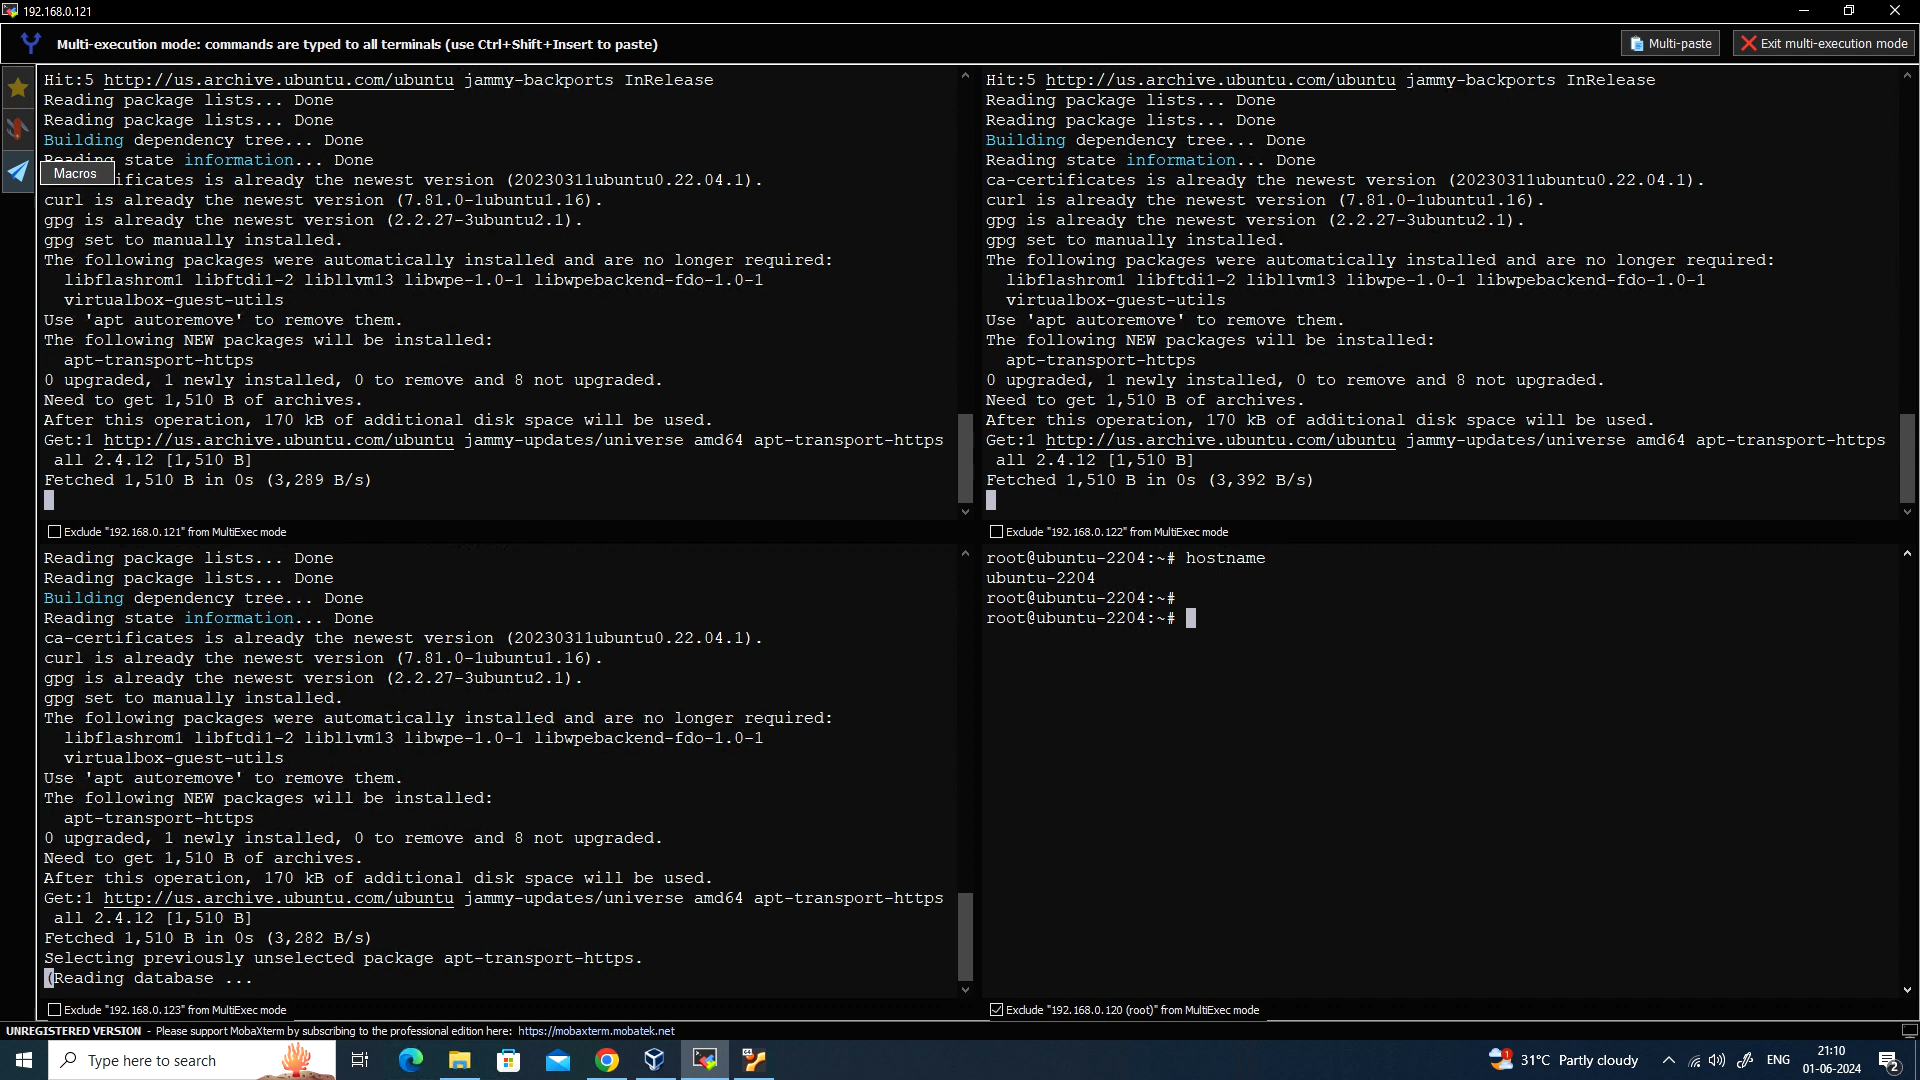 192.168.0.121
Multi-execution mode: commands are typed to all terminals (use Ctrl+Shift+Insert to paste)
Multi-paste
Exit multi-execution mode
Hit:5 http://us.archive.ubuntu.com/ubuntu jammy-backports InRelease
Reading package lists... Done
Reading package lists... Done
Building dependency tree... Done
Reading state information... Done
Macros
ificates is already the newest version (20230311ubuntu0.22.04.1).
curl is already the newest version (7.81.0-1ubuntu1.16).
gpg is already the newest version (2.2.27-3ubuntu2.1).
gpg set to manually installed.
The following packages were automatically installed and are no longer required:
libflashrom1 libftdi1-2 libllvm13 libwpe-1.0-1 libwpebackend-fdo-1.0-1
virtualbox-guest-utils
Use 'apt autoremove' to remove them.
The following NEW packages will be installed:
apt-transport-https
0 upgraded, 1 newly installed, 0 to remove and 8 not upgraded.
Need to get 1,510 B of archives.
After this operation, 170 kB of additional disk space will be used.
Get:1 http://us.archive.ubuntu.com/ubuntu jammy-updates/universe amd64 apt-transport-https
all 2.4.12 [1,510 B]
Fetched 1,510 B in 0s (3,289 B/s)
Exclude "192.168.0.121" from MultiExec mode
Hit:5 http://us.archive.ubuntu.com/ubuntu jammy-backports InRelease
Reading package lists... Done
Reading package lists... Done
Building dependency tree... Done
Reading state information... Done
ca-certificates is already the newest version (20230311ubuntu0.22.04.1).
curl is already the newest version (7.81.0-1ubuntu1.16).
gpg is already the newest version (2.2.27-3ubuntu2.1).
gpg set to manually installed.
The following packages were automatically installed and are no longer required:
libflashrom1 libftdi1-2 libllvm13 libwpe-1.0-1 libwpebackend-fdo-1.0-1
virtualbox-guest-utils
Use 'apt autoremove' to remove them.
The following NEW packages will be installed:
apt-transport-https
0 upgraded, 1 newly installed, 0 to remove and 8 not upgraded.
Need to get 1,510 B of archives.
After this operation, 170 kB of additional disk space will be used.
Get:1 http://us.archive.ubuntu.com/ubuntu jammy-updates/universe amd64 apt-transport-https
all 2.4.12 [1,510 B]
Fetched 1,510 B in 0s (3,392 B/s)
Exclude "192.168.0.122" from MultiExec mode
Reading package lists... Done
Reading package lists... Done
Building dependency tree... Done
Reading state information... Done
ca-certificates is already the newest version (20230311ubuntu0.22.04.1).
curl is already the newest version (7.81.0-1ubuntu1.16).
gpg is already the newest version (2.2.27-3ubuntu2.1).
gpg set to manually installed.
The following packages were automatically installed and are no longer required:
libflashrom1 libftdi1-2 libllvm13 libwpe-1.0-1 libwpebackend-fdo-1.0-1
virtualbox-guest-utils
Use 'apt autoremove' to remove them.
The following NEW packages will be installed:
apt-transport-https
0 upgraded, 1 newly installed, 0 to remove and 8 not upgraded.
Need to get 1,510 B of archives.
After this operation, 170 kB of additional disk space will be used.
Get:1 http://us.archive.ubuntu.com/ubuntu jammy-updates/universe amd64 apt-transport-https
all 2.4.12 [1,510 B]
Fetched 1,510 B in 0s (3,282 B/s)
Selecting previously unselected package apt-transport-https.
(Reading database ...
Exclude "192.168.0.123" from MultiExec mode
root@ubuntu-2204:~# hostname
ubuntu-2204
root@ubuntu-2204:~#
root@ubuntu-2204:~#
Exclude "192.168.0.120 (root)" from MultiExec mode
UNREGISTERED VERSION - Please support MobaXterm by subscribing to the professional edition here: https://mobaxterm.mobatek.net
Type here to search
1
31°C Partly cloudy
ENG
21:10
01-06-2024
2